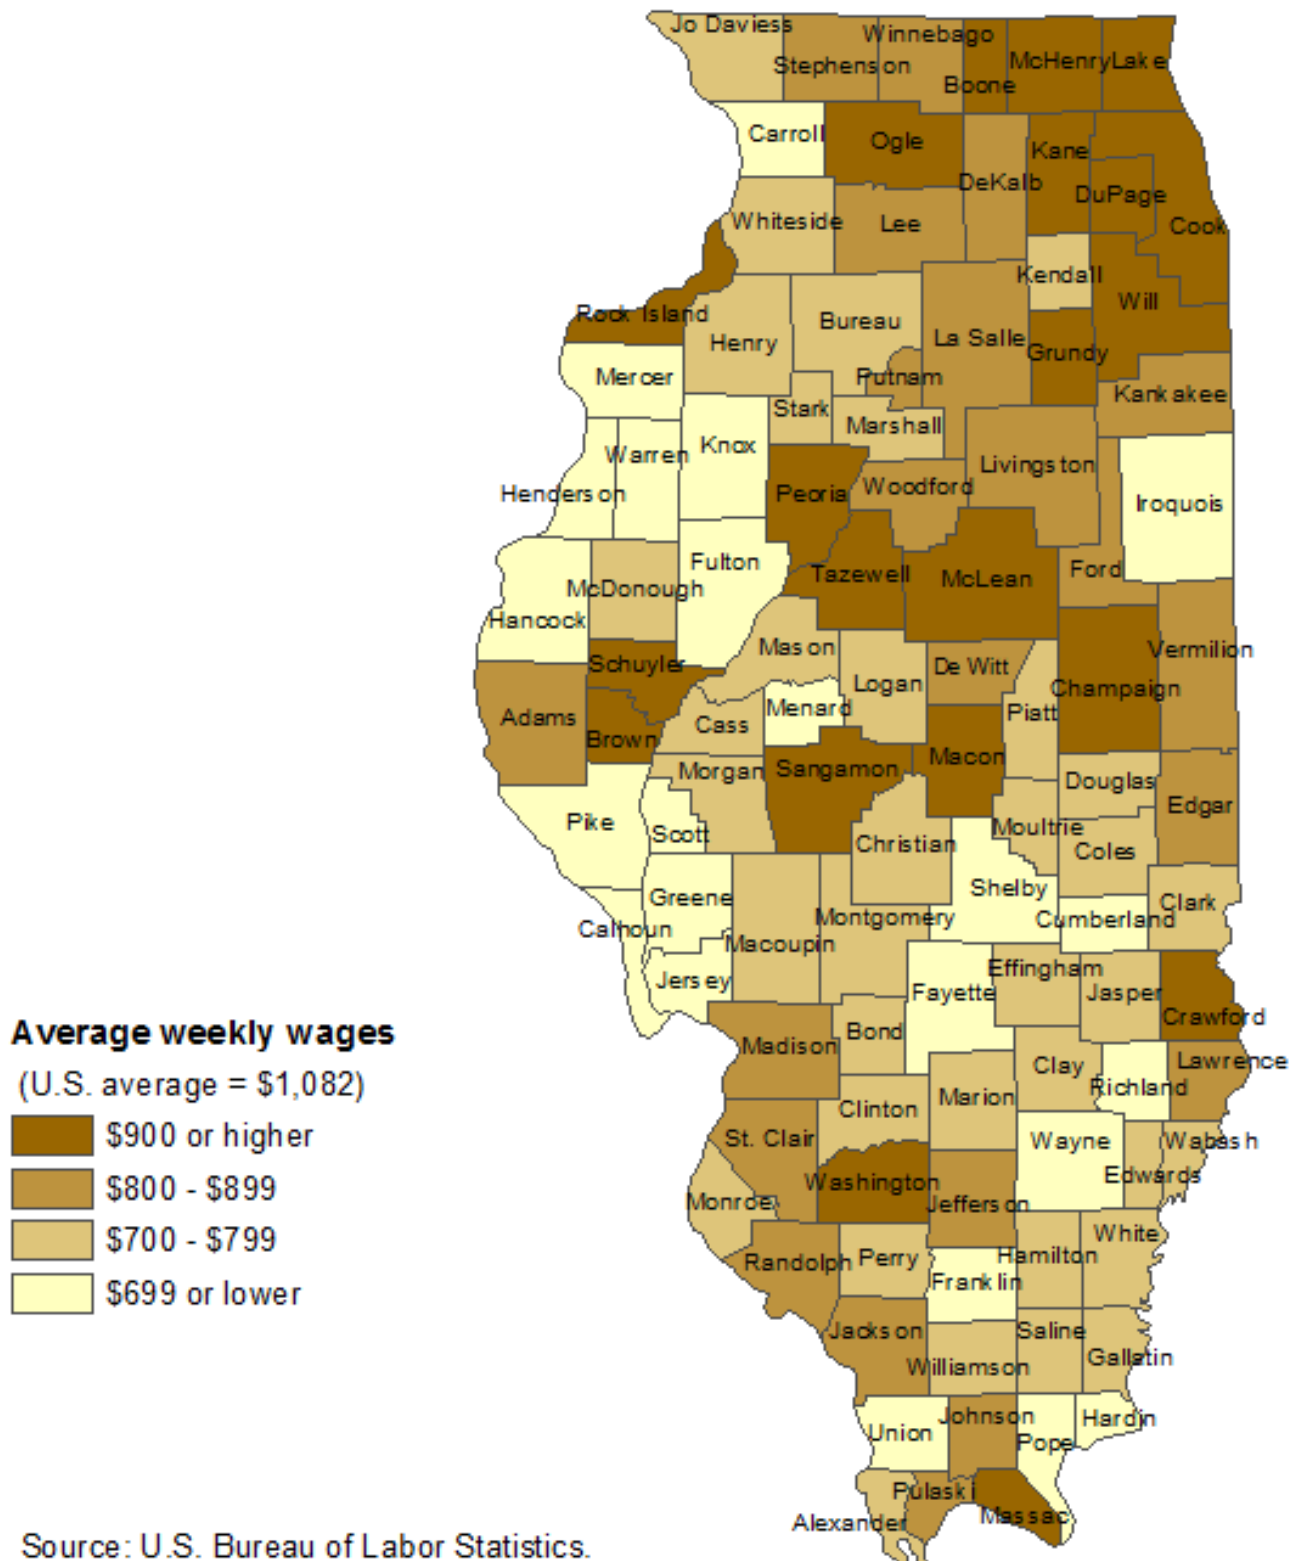 Jo Daviess
Winnebago
Stephenson
Boone
McHenry
Lake
Carroll
Ogle
Kane
DeKalb
DuPage
Cook
Whiteside
Lee
Kendall
Will
Rock Island
Bureau
Henry
La Salle
Grundy
Mercer
Putnam
Kankakee
Stark
Marshall
Knox
Warren
Livingston
Henderson
Peoria
Woodford
Iroquois
Fulton
Tazewell
McLean
Ford
McDonough
Hancock
Mason
Vermilion
Schuyler
De Witt
Logan
Champaign
Menard
Piatt
Adams
Cass
Brown
Macon
Morgan
Sangamon
Douglas
Edgar
Pike
Scott
Moultrie
Christian
Coles
Shelby
Greene
Clark
Montgomery
Cumberland
Calhoun
Macoupin
Effingham
Jersey
Fayette
Jasper
Crawford
Bond
Madison
Lawrence
Clay
Richland
Marion
Clinton
St. Clair
Wayne
Wabash
Edwards
Washington
Monroe
Jefferson
White
Hamilton
Randolph
Perry
Franklin
Jackson
Saline
Gallatin
Williamson
Johnson
Hardin
Union
Pope
Pulaski
Massac
Alexander
Average weekly wages
(U.S. average = $1,082)
$900 or higher
$800 - $899
$700 - $799
$699 or lower
Source: U.S. Bureau of Labor Statistics.